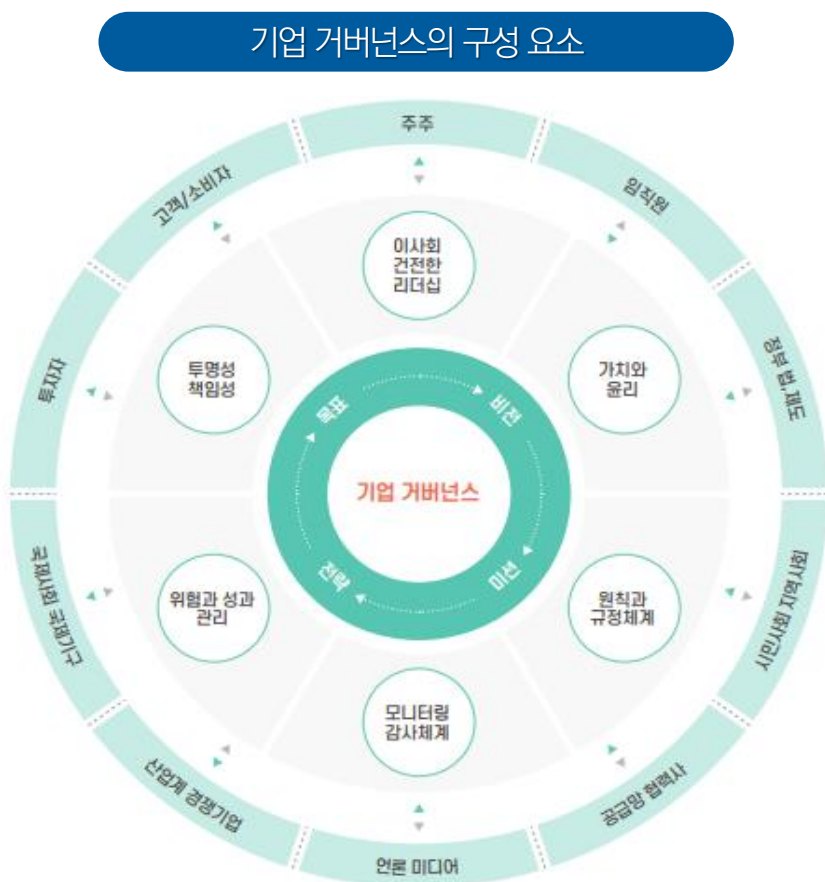 기업 거버넌스의 구성 요소
주주
임직원
정부 법,제도
시민사회 지역사회
공급망 협력사
언론 미디어
산업계 경쟁기업
국제사회 국제기구
투자자
고객/소비자
이사회
건전한
리더십
가치와
윤리
원칙과
규정체계
모니터링
감사체계
위험과 성과
관리
투명성
책임성
목표
비전
미션
전략
기업 거버넌스